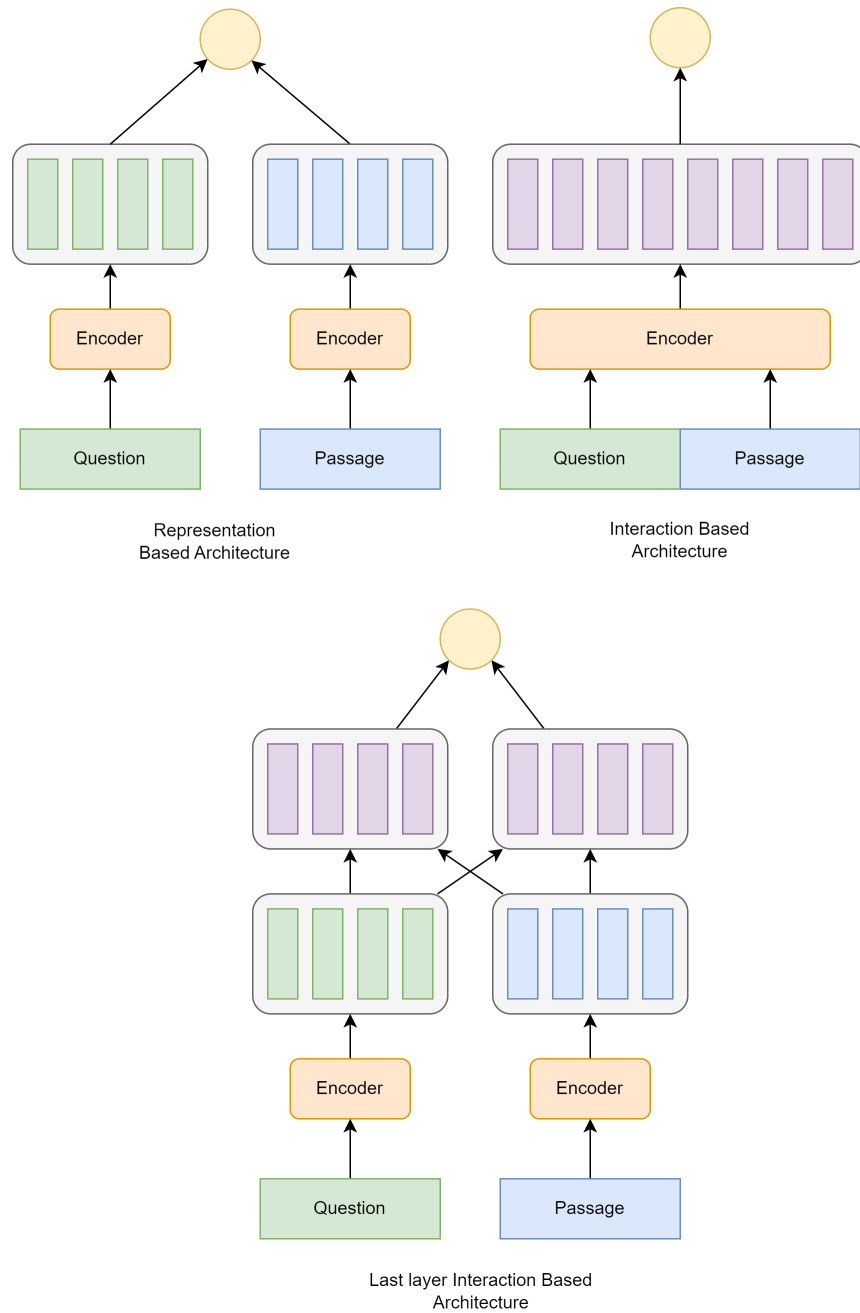 Encoder
Encoder
Encoder
Question
Passage
Question
Passage
Representation
Based Architecture
Interaction Based
Architecture
Encoder
Encoder
Question
Passage
Last layer Interaction Based
Architecture